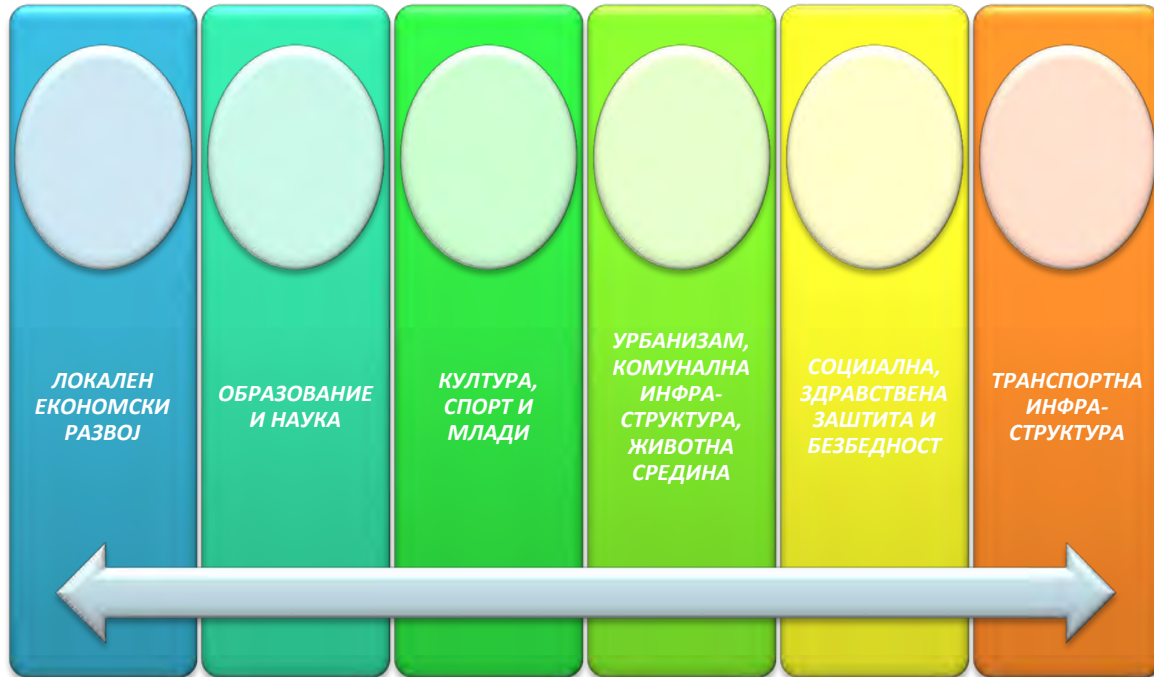 ЛОКАЛЕН
ЕКОНОМСКИ
РАЗВОЈ
ОБРАЗОВАНИЕ
И НАУКА
КУЛТУРА,
СПОРТ И
МЛАДИ
УРБАНИЗАМ,
КОМУНАЛНА
ИНФРА-
СТРУКТУРА,
ЖИВОТНА
СРЕДИНА
СОЦИЈАЛНА,
ЗДРАВСТВЕНА
ЗАШТИТА И
БЕЗБЕДНОСТ
ТРАНСПОРТНА
ИНФРА-
СТРУКТУРА